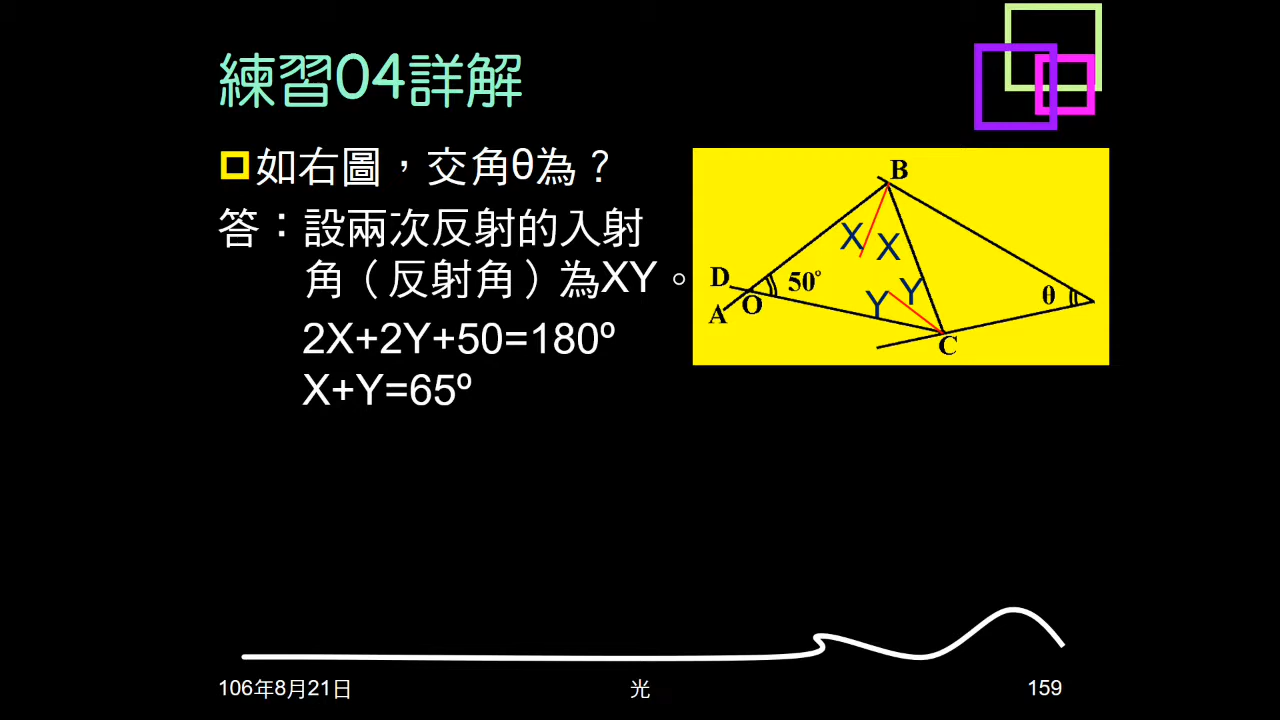 練習04詳解
如右圖，交角θ為？
答：設兩次反射的入射
角（反射角）為XY。
2X+2Y+50=180º
X+Y=65º
B
X X
D 50º
Y Y θ
A O
C
106年8月21日 光 159